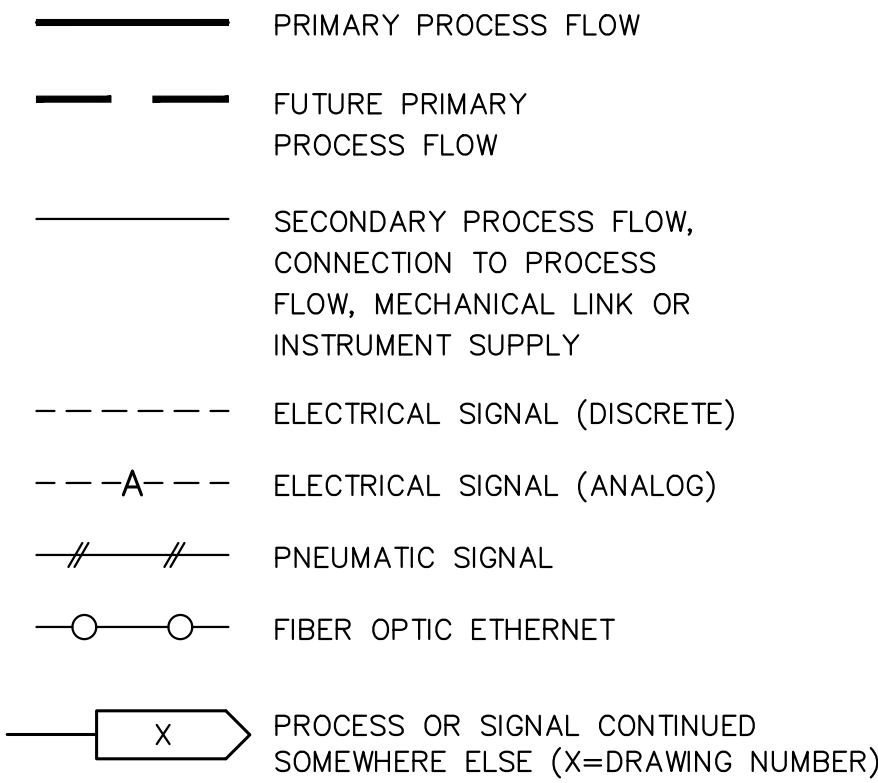 PRIMARY PROCESS FLOW
FUTURE PRIMARY
PROCESS FLOW
SECONDARY PROCESS FLOW,
CONNECTION TO PROCESS
FLOW, MECHANICAL LINK OR
INSTRUMENT SUPPLY
ELECTRICAL SIGNAL (DISCRETE)
A ELECTRICAL SIGNAL (ANALOG)
PNEUMATIC SIGNAL
FIBER OPTIC ETHERNET
X PROCESS OR SIGNAL CONTINUED
SOMEWHERE ELSE (X=DRAWING NUMBER)